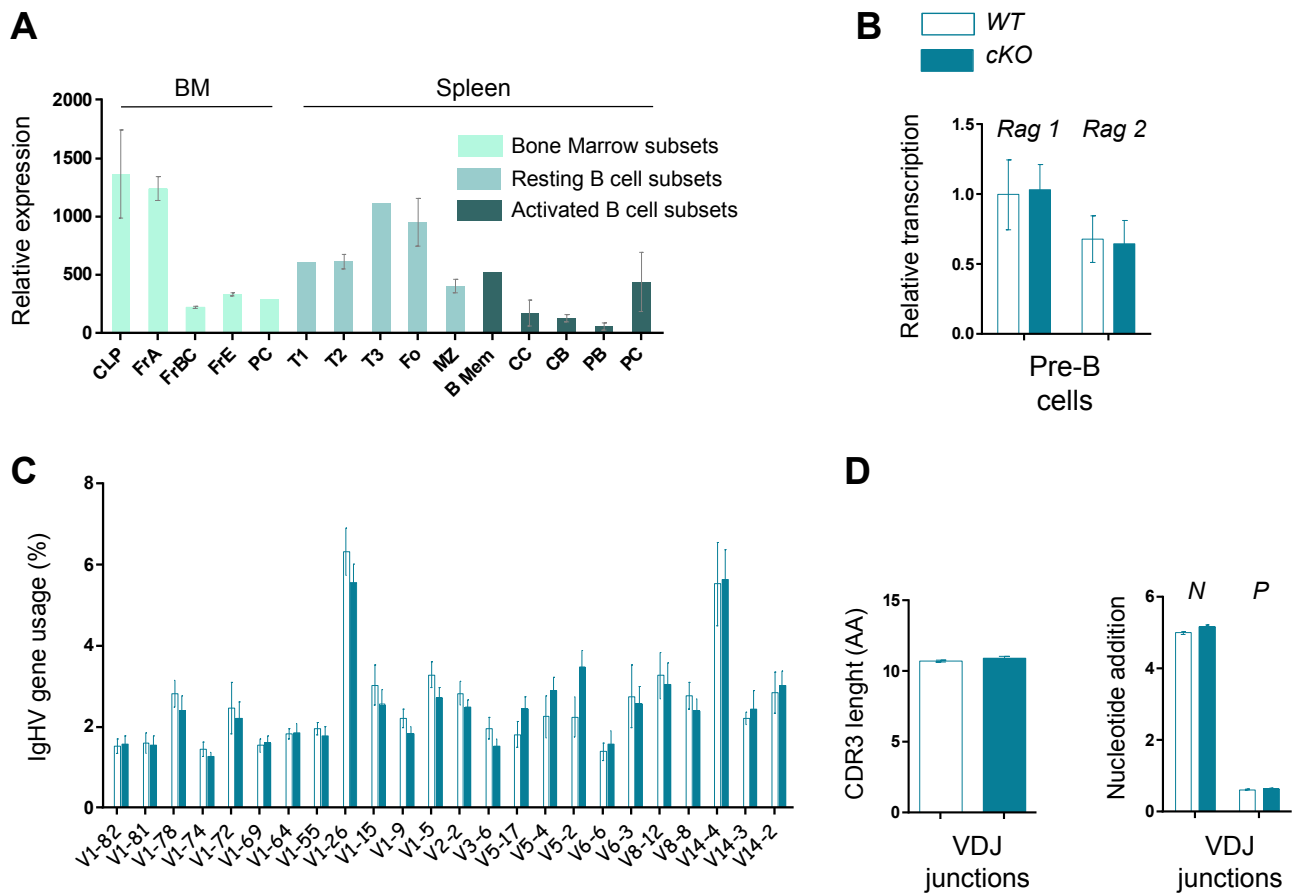 A
BM
Spleen
Relative expression
2000
1500
1000
500
0
Bone Marrow subsets
Resting B cell subsets
Activated B cell subsets
CLP
FrA
FrBC
FrE
PC
T1
T2
T3
Fo
MZ
B Mem
CC
CB
PB
PC
B
WT
cKO
Relative transcription
1.5
1.0
0.5
0.0
Rag 1
Rag 2
Pre-B
cells
C
IgHV gene usage (%)
8
6
4
2
0
V1-82
V1-81
V1-78
V1-74
V1-72
V1-69
V1-64
V1-55
V1-26
V1-15
V1-9
V1-5
V2-2
V3-6
V5-17
V5-4
V5-2
V6-6
V6-3
V8-12
V8-8
V14-4
V14-3
V14-2
D
CDR3 lenght (AA)
15
10
5
0
VDJ
junctions
Nucleotide addition
6
4
2
0
N
P
VDJ
junctions